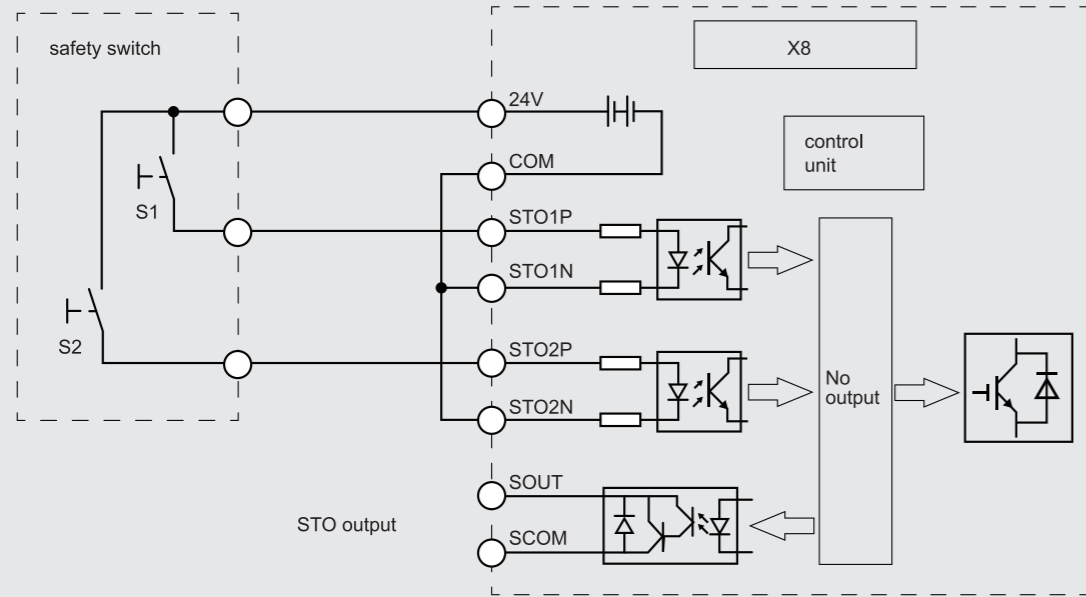 safety switch
X8
24V
control
unit
COM
S1
STO1P
STO1N
S2
STO2P
No
output
STO2N
SOUT
STO output
SCOM